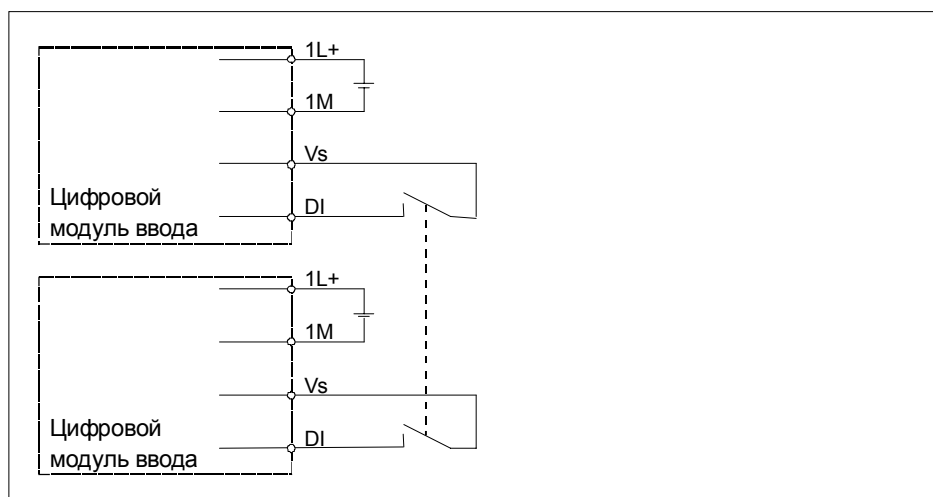 1L+
1M
Vs
DI
Цифровой
модуль ввода
1L+
1M
Vs
DI
Цифровой
модуль ввода